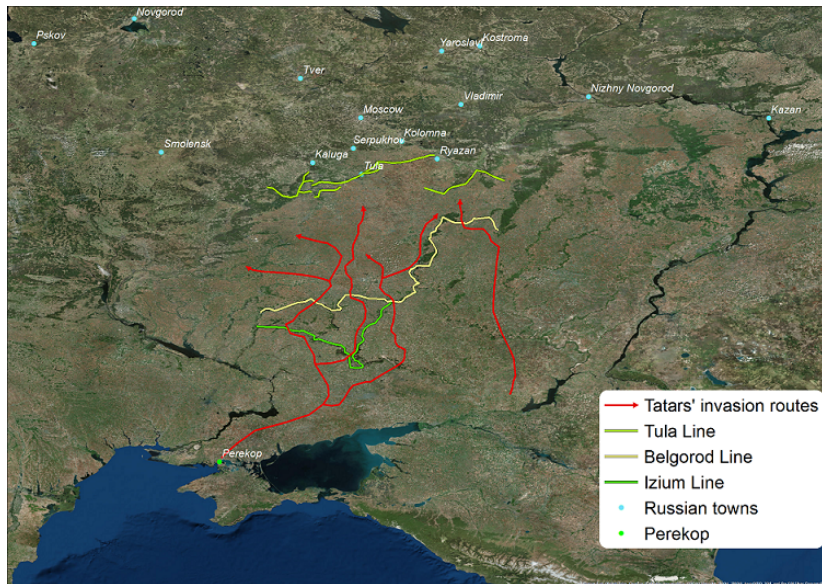 Novgorod
Pskov
Yaroslavl
Kostroma
Tver
Nizhny Novgorod
Vladimir
Moscow
Kazan
Kolomna
Serpukhov
Smolensk
Kaluga
Ryazan
Tula
Perekop
Tatars' invasion routes
Tula Line
Belgorod Line
Izium Line
Russian towns
Perekop